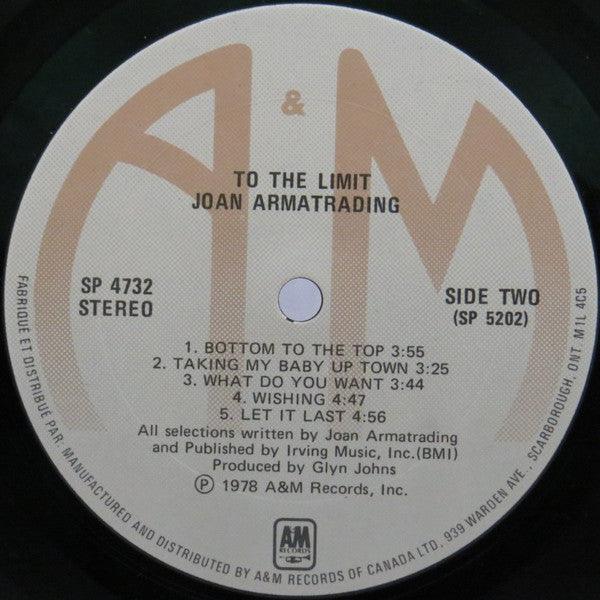 A & M
TO THE LIMIT
JOAN ARMATRADING
SP 4732
STEREO
SIDE TWO
(SP 5202)
1. BOTTOM TO THE TOP 3:55
2. TAKING MY BABY UP TOWN 3:25
3. WHAT DO YOU WANT 3:44
4. WISHING 4:47
5. LET IT LAST 4:56
All selections written by Joan Armatrading
and Published by Irving Music, Inc.(BMI)
Produced by Glyn Johns
Ⓟ 1978 A&M Records, Inc.
A&M
RECORDS
FABRIQUÉ ET DISTRIBUÉ PAR. MANUFACTURED AND DISTRIBUTED BY A&M RECORDS OF CANADA LTD. 939 WARDEN AVE., SCARBOROUGH, ONT. M1L 4C5